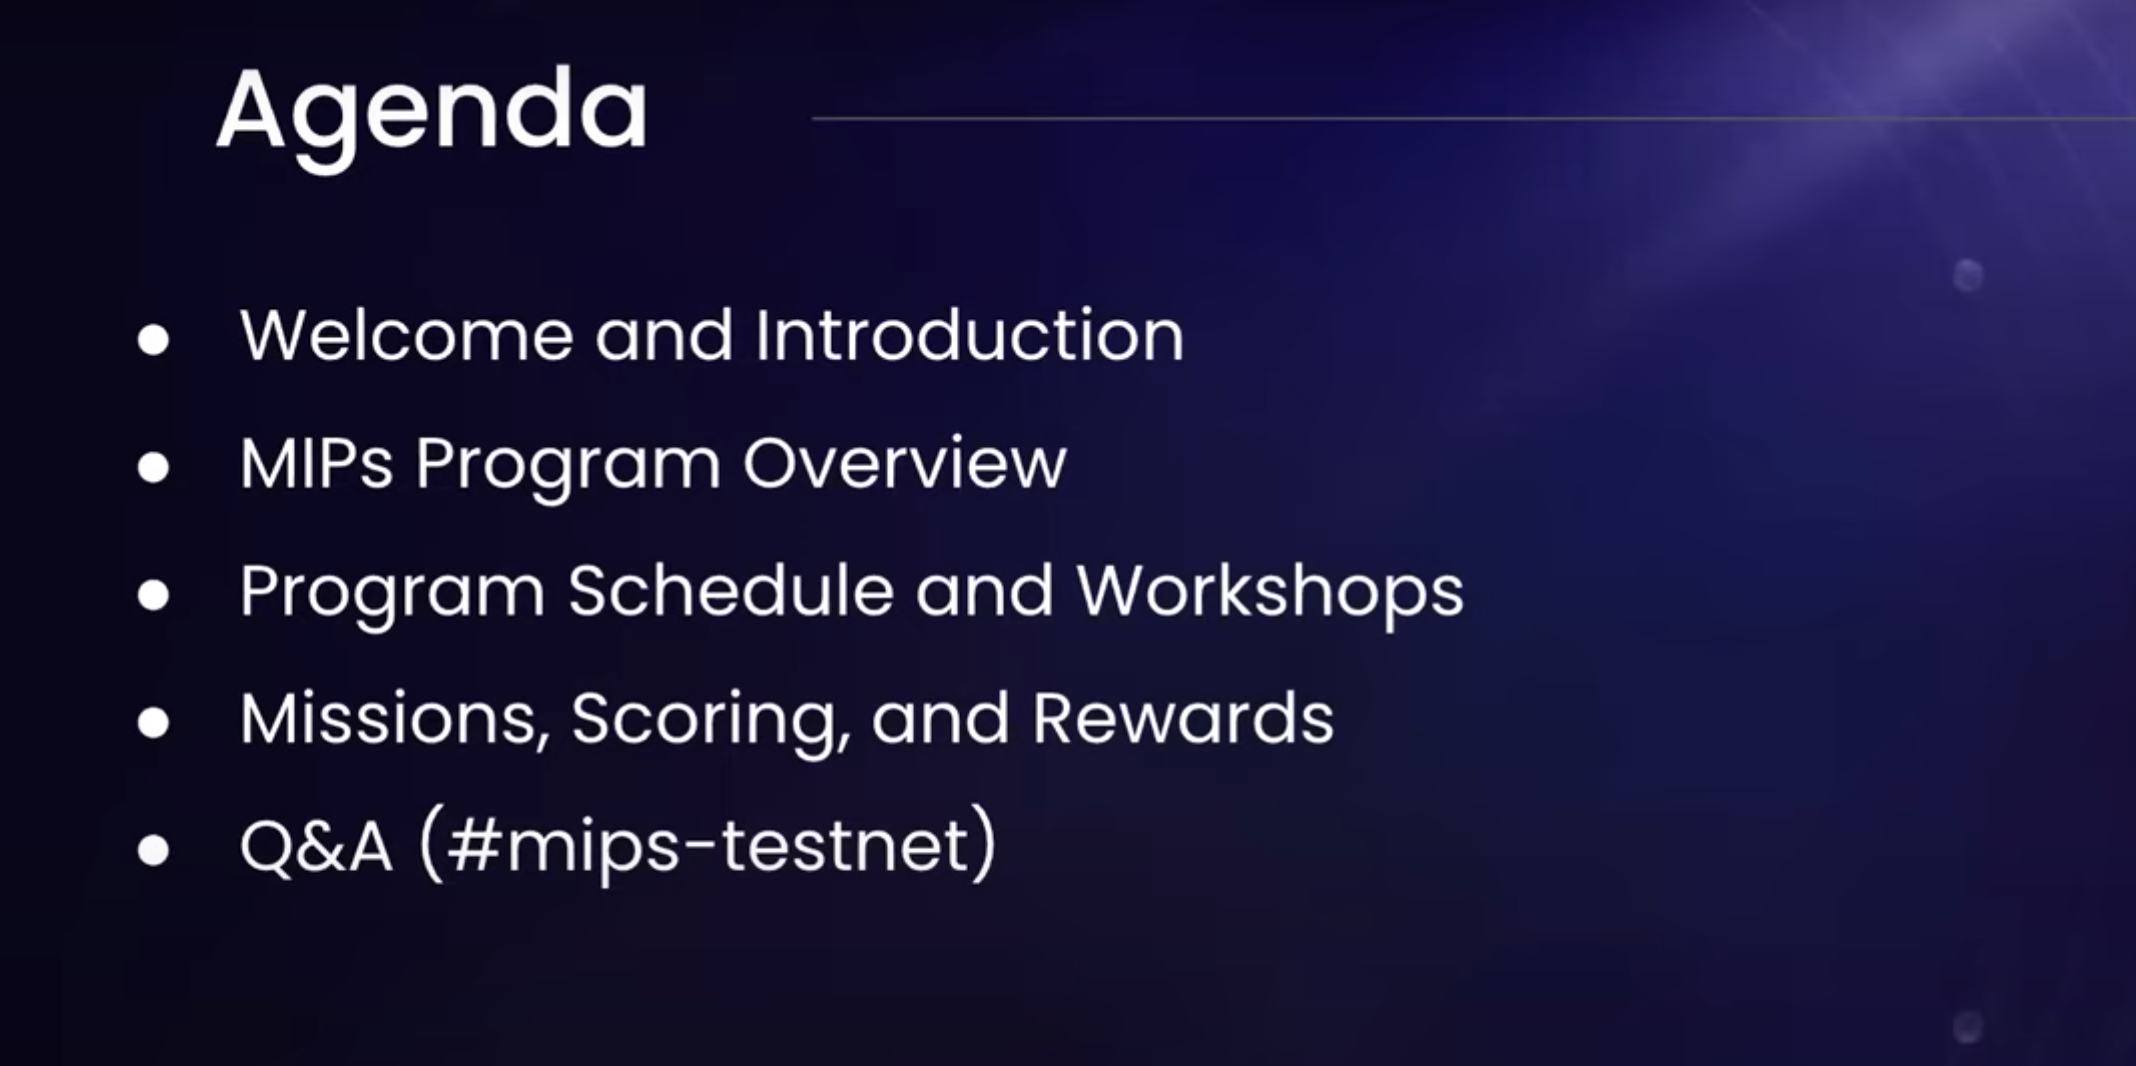 Agenda
● Welcome and Introduction
● MIPs Program Overview
● Program Schedule and Workshops
● Missions, Scoring, and Rewards
● Q&A (#mips-testnet)